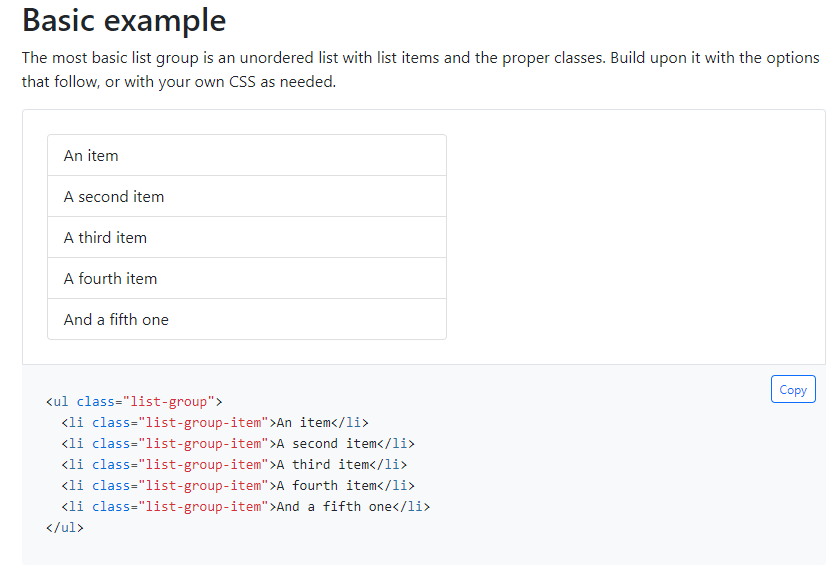 Basic example
The most basic list group is an unordered list with list items and the proper classes. Build upon it with the options
that follow, or with your own CSS as needed.
An item
A second item
A third item
A fourth item
And a fifth one
Copy
<ul class="list-group">
  <li class="list-group-item">An item</li>
  <li class="list-group-item">A second item</li>
  <li class="list-group-item">A third item</li>
  <li class="list-group-item">A fourth item</li>
  <li class="list-group-item">And a fifth one</li>
</ul>